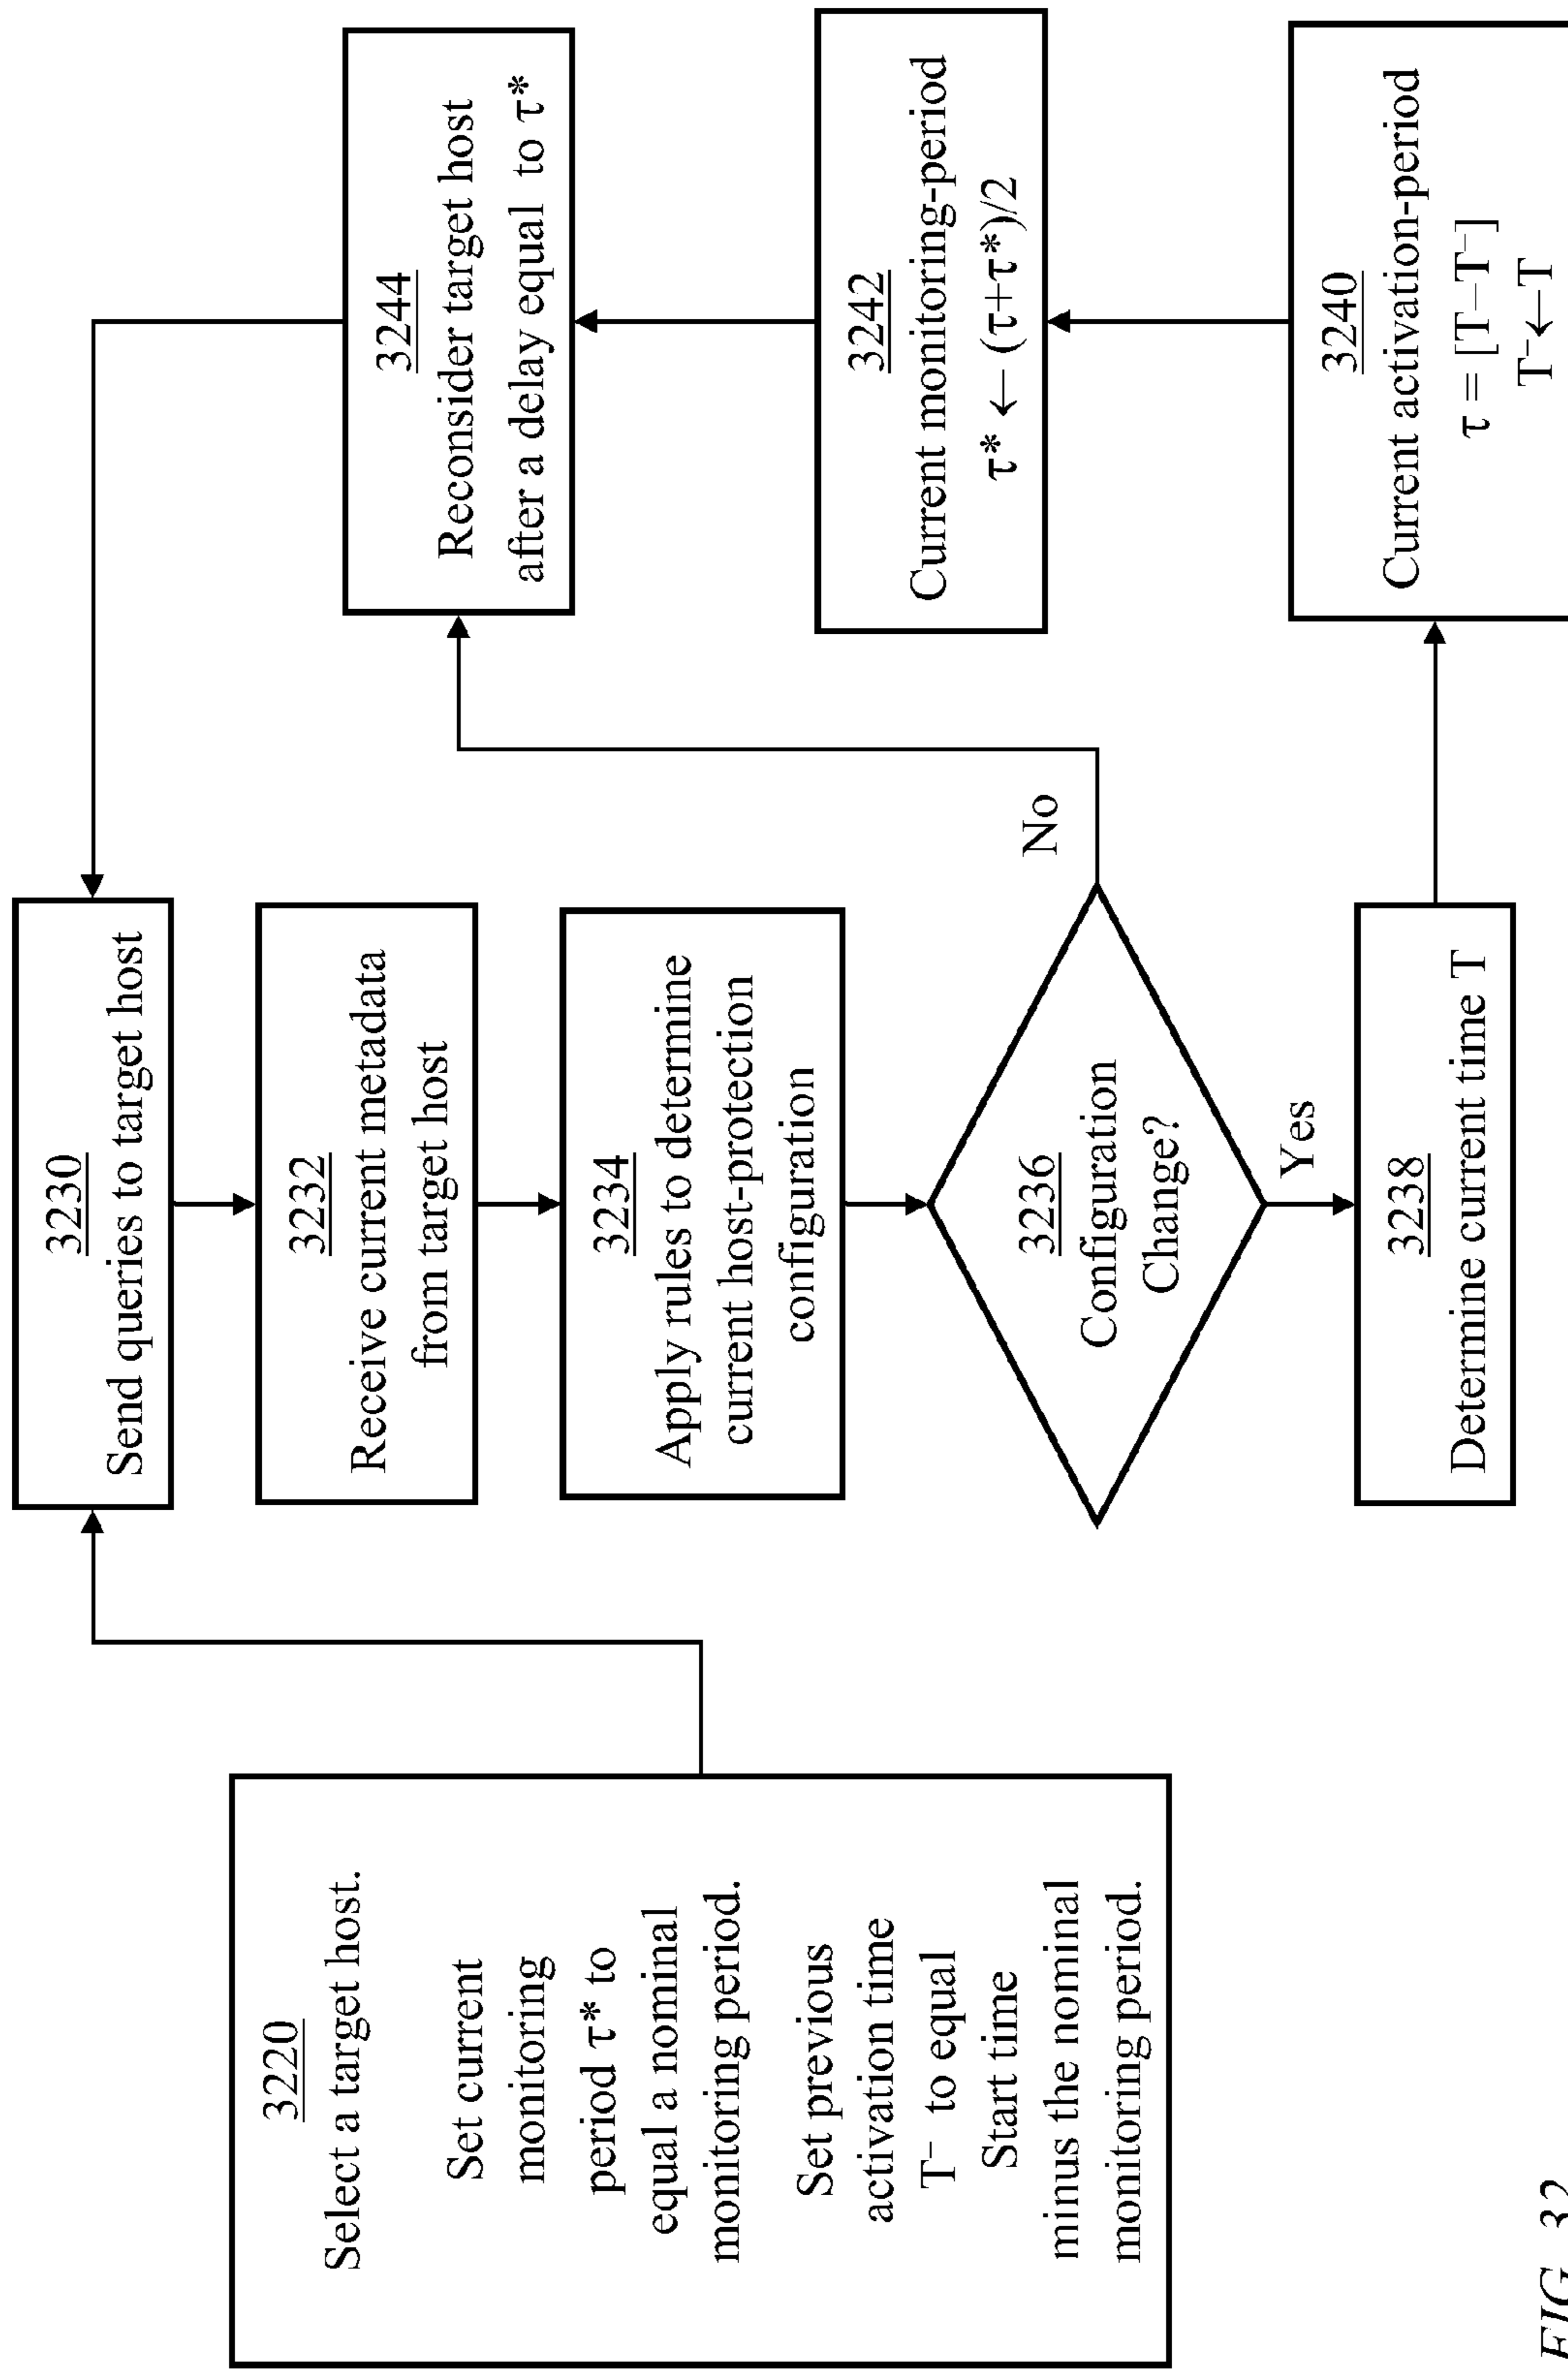 3220
Select a target host.
Set current
monitoring
period τ* to
equal a nominal
monitoring period.
Set previous
activation time
T⁻ to equal
Start time
minus the nominal
monitoring period.
3230
Send queries to target host
3232
Receive current metadata
from target host
3234
Apply rules to determine
current host-protection
configuration
3236
Configuration
Change?
No
Yes
3238
Determine current time T
3244
Reconsider target host
after a delay equal to τ*
3242
Current monitoring-period
τ* ← (τ+τ*)/2
3240
Current activation-period
τ = [T−T⁻]
T⁻←T
FIG. 32